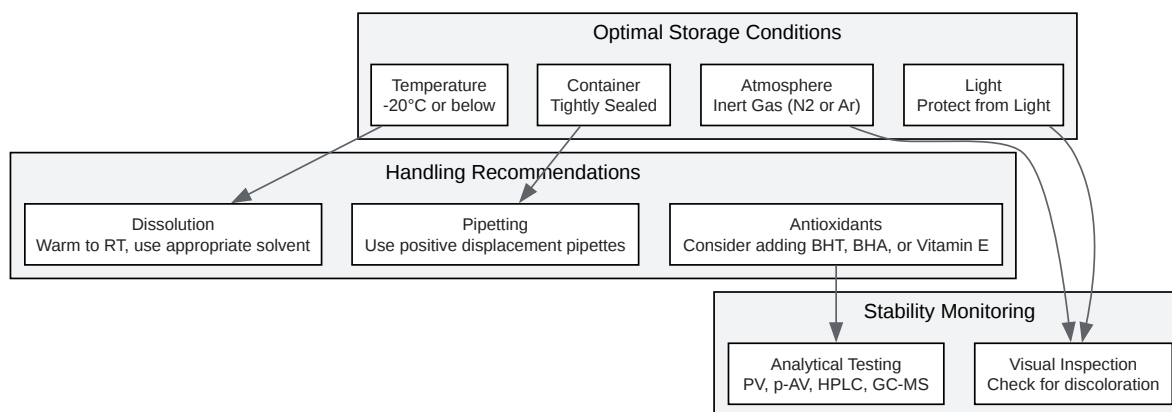 Optimal Storage Conditions
Temperature
-20°C or below
Container
Tightly Sealed
Atmosphere
Inert Gas (N2 or Ar)
Light
Protect from Light
Handling Recommendations
Dissolution
Warm to RT, use appropriate solvent
Pipetting
Use positive displacement pipettes
Antioxidants
Consider adding BHT, BHA, or Vitamin E
Stability Monitoring
Analytical Testing
PV, p-AV, HPLC, GC-MS
Visual Inspection
Check for discoloration